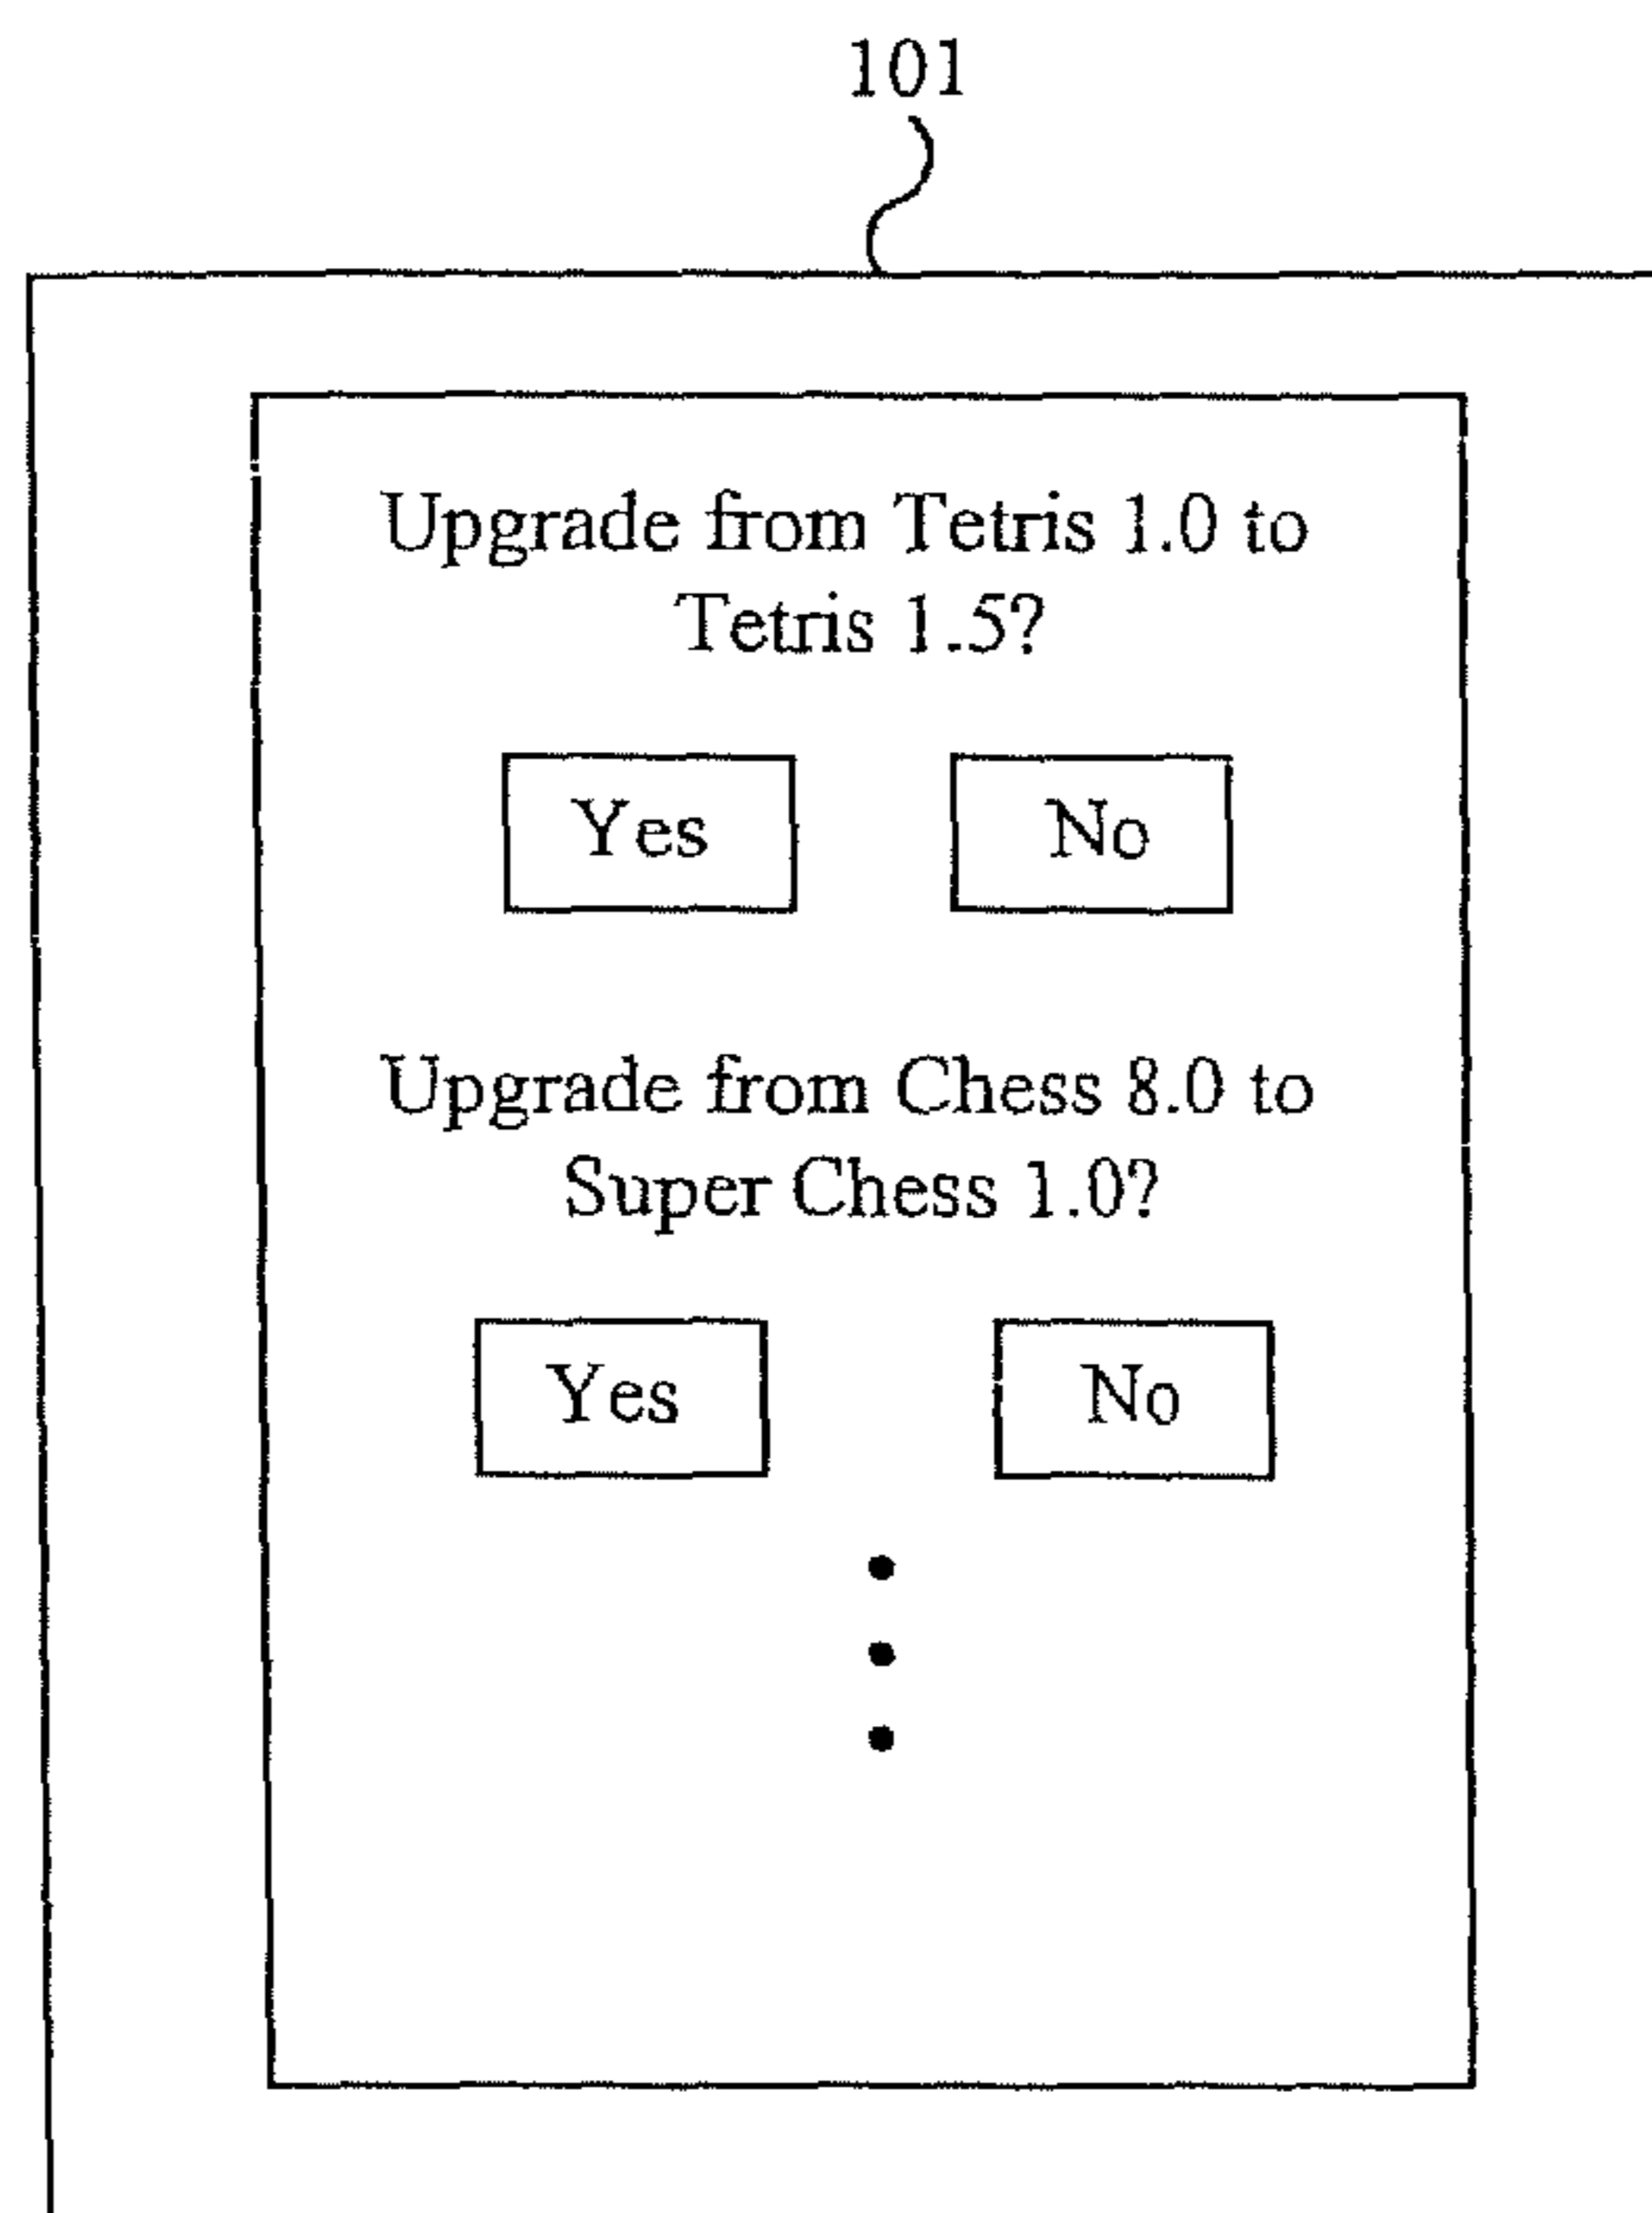 101
Upgrade from Tetris 1.0 to
Tetris 1.5?
Yes No
Upgrade from Chess 8.0 to
Super Chess 1.0?
Yes No